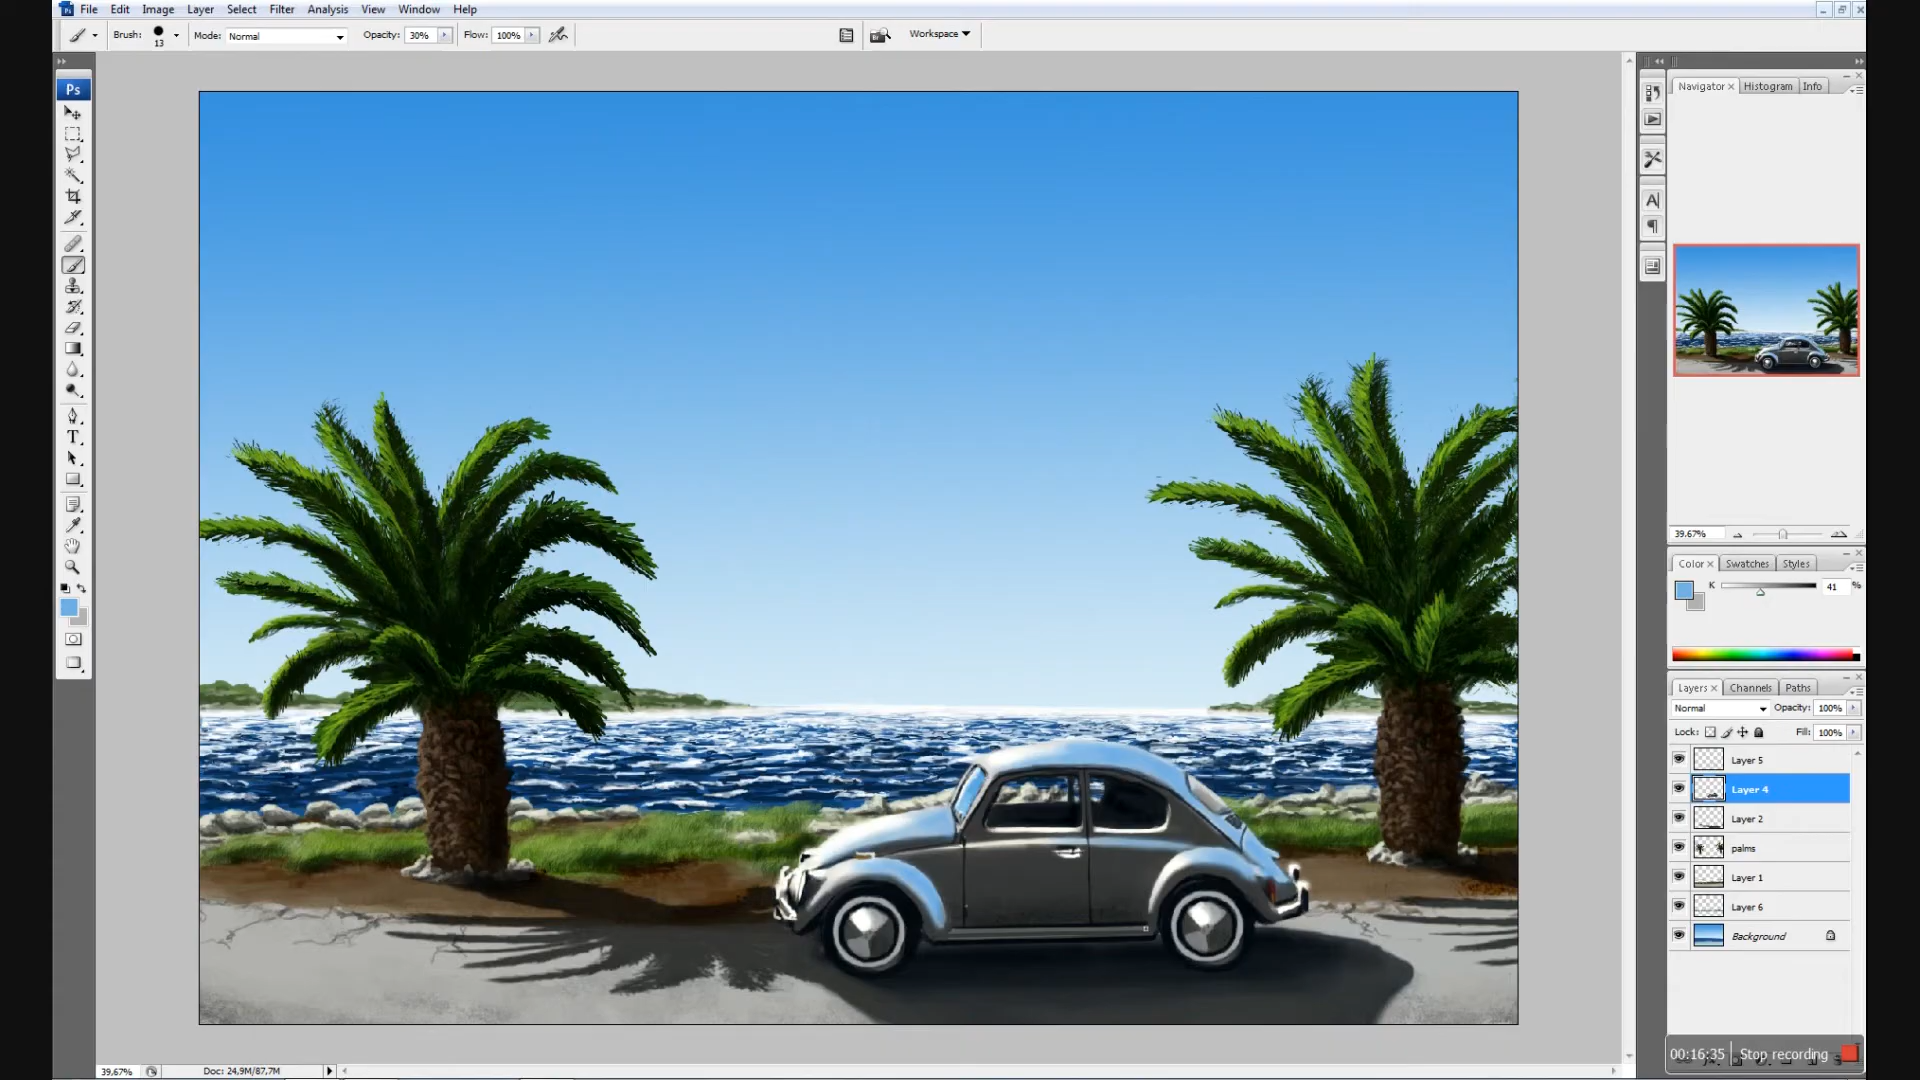 Ps File Edit Image Layer Select Filter Analysis View Window Help
Brush: 13 Mode: Normal Opacity: 30% Flow: 100% Workspace
Ps
T
Navigator Histogram Info
A
39.67%
Color Swatches Styles
K 41 %
Layers Channels Paths
Normal Opacity: 100%
Lock: Fill: 100%
Layer 5
Layer 4
Layer 2
palms
Layer 1
Layer 6
Background
00:16:35 Stop recording
39,67% Doc: 24,9M/87,7M